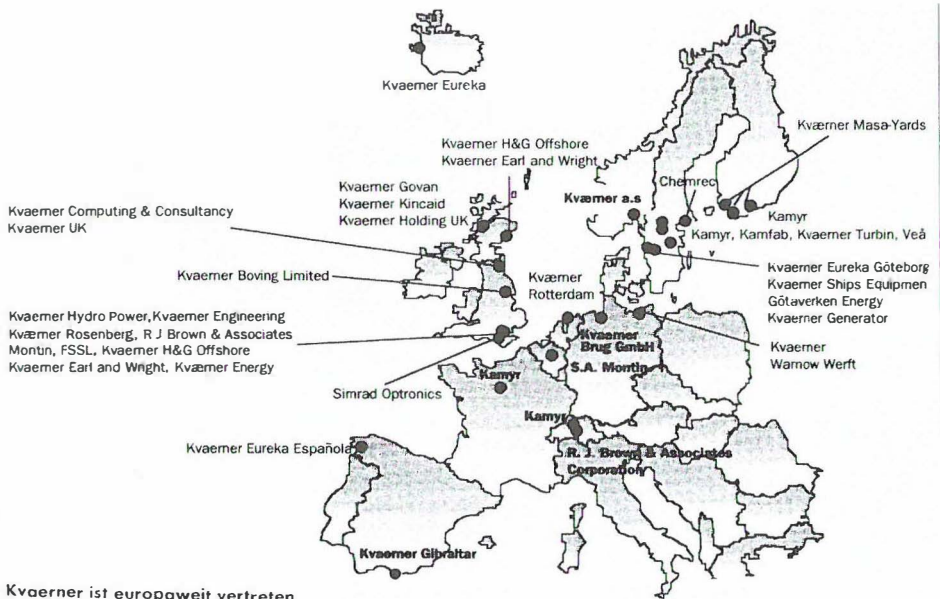 Kvaerner Eureka
Kvaerner H&G Offshore
Kvaerner Earl and Wright
Kværner Masa-Yards
Kvaerner Govan
Kvaerner Kincaid
Kvaerner Holding UK
Chemrec
Kværner a.s
Kamyr
Kvaerner Computing & Consultancy
Kvaerner UK
Kamyr, Kamfab, Kvaerner Turbin, Veå
Kvaerner Boving Limited
Kværner
Rotterdam
Kvaerner Eureka Göteborg
Kvaerner Ships Equipmen
Götaverken Energy
Kvaerner Generator
Kvaerner Hydro Power, Kvaerner Engineering
Kværner Rosenberg, R J Brown & Associates
Montin, FSSL, Kvaerner H&G Offshore
Kvaerner Earl and Wright, Kværner Energy
Kvaerner
Brug GmbH
S.A. Montin
Kvaerner
Warnow Werft
Simrad Optronics
Kamyr
Kamyr
R. J. Brown & Associates
Corporation
Kvaerner Eureka Española
Kvaerner Gibraltar
Kvaerner ist europaweit vertreten